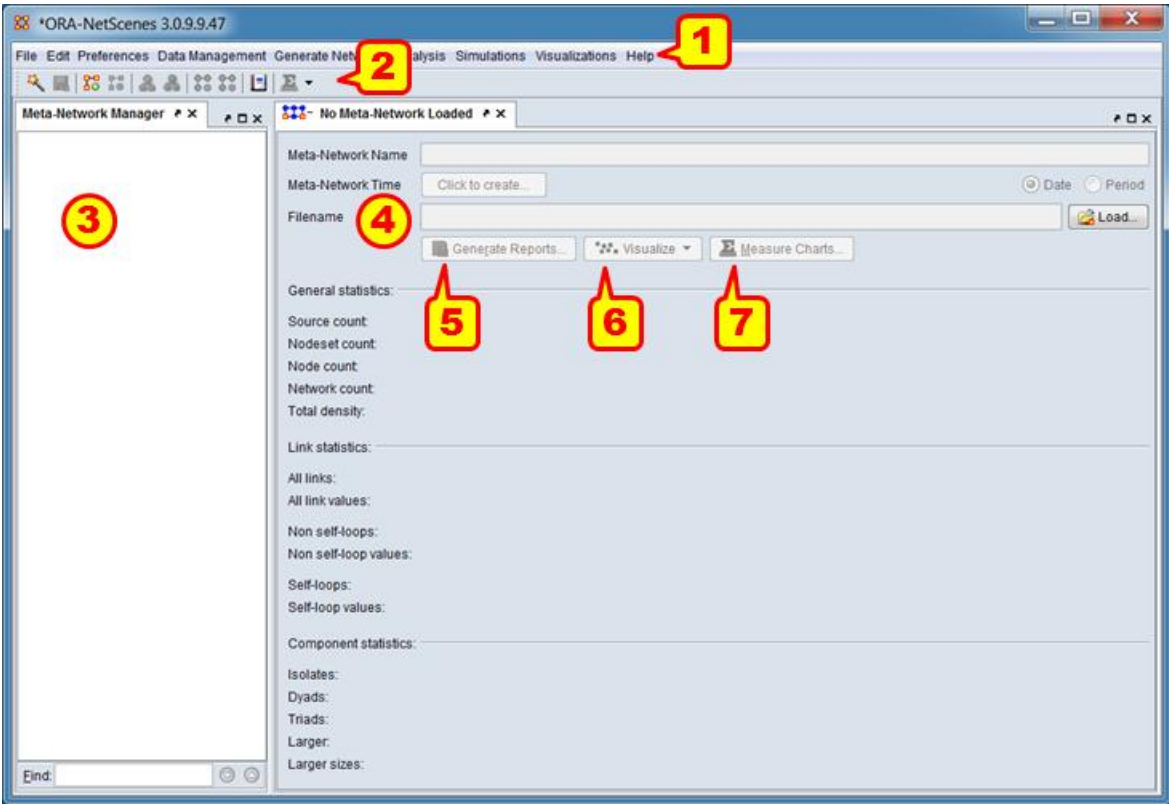 *ORA-NetScenes 3.0.9.9.47
File Edit Preferences Data Management Generate Net alysis Simulations Visualizations Help
1
2
Meta-Network Manager
No Meta-Network Loaded
Meta-Network Name
Meta-Network Time Click to create... Date Period
3
4
Filename Load...
Generate Reports... Visualize Measure Charts...
General statistics:
5 6 7
Source count:
Nodeset count:
Node count:
Network count:
Total density:
Link statistics:
All links:
All link values:
Non self-loops:
Non self-loop values:
Self-loops:
Self-loop values:
Component statistics:
Isolates:
Dyads:
Triads:
Larger:
Larger sizes:
Find: